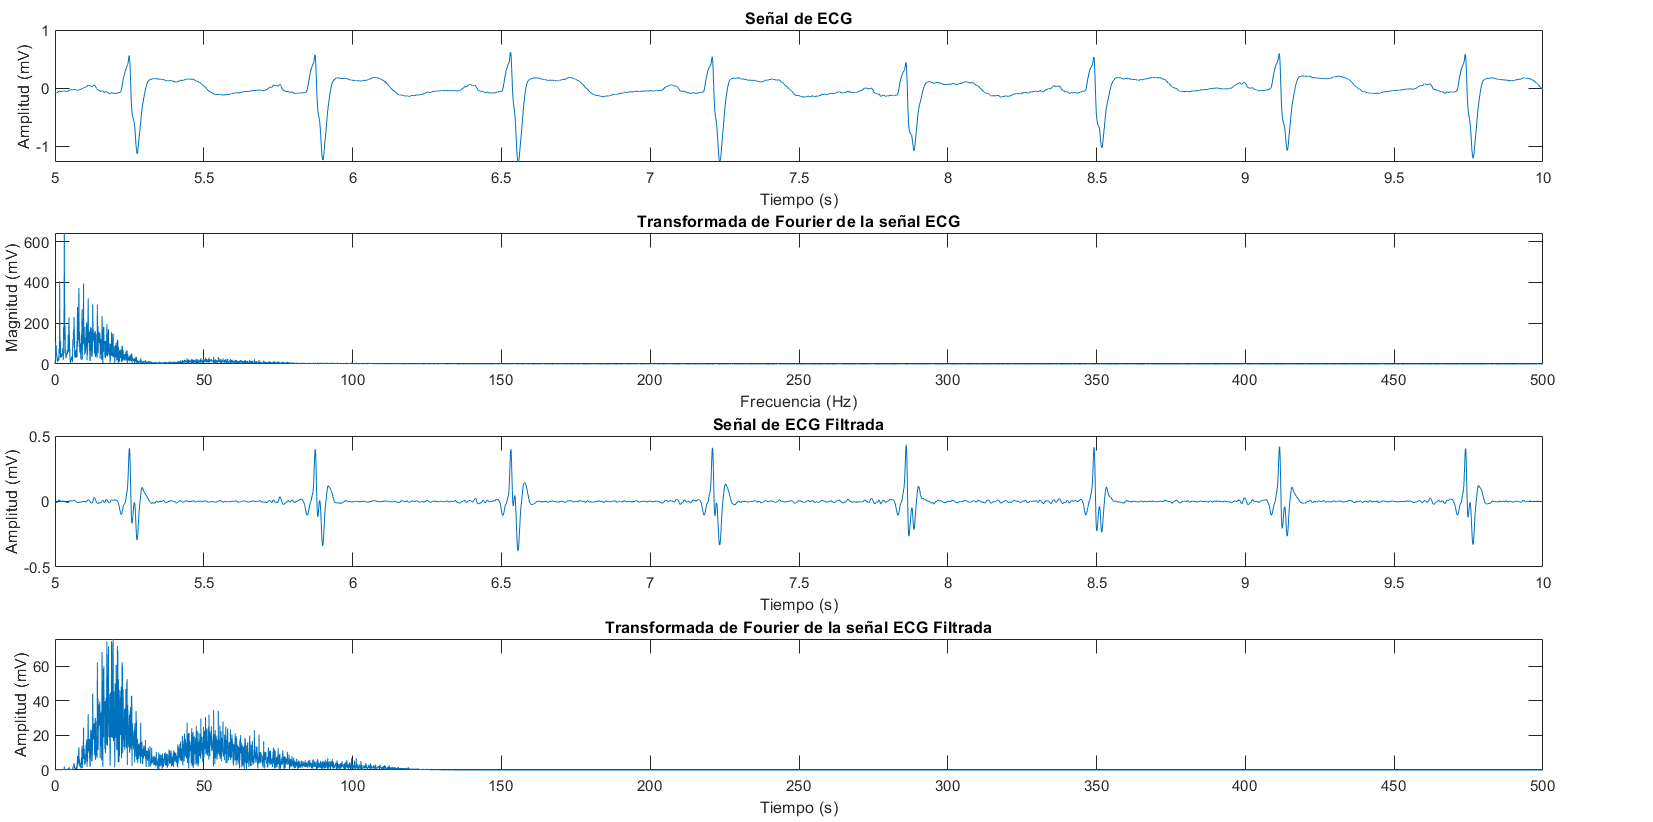 Señal de ECG
Amplitud (mV)
1
0
-1
5 5.5 6 6.5 7 7.5 8 8.5 9 9.5 10
Tiempo (s)
Transformada de Fourier de la señal ECG
Magnitud (mV)
600
400
200
0
0 50 100 150 200 250 300 350 400 450 500
Frecuencia (Hz)
Señal de ECG Filtrada
Amplitud (mV)
0.5
0
-0.5
5 5.5 6 6.5 7 7.5 8 8.5 9 9.5 10
Tiempo (s)
Transformada de Fourier de la señal ECG Filtrada
Amplitud (mV)
60
40
20
0
0 50 100 150 200 250 300 350 400 450 500
Tiempo (s)